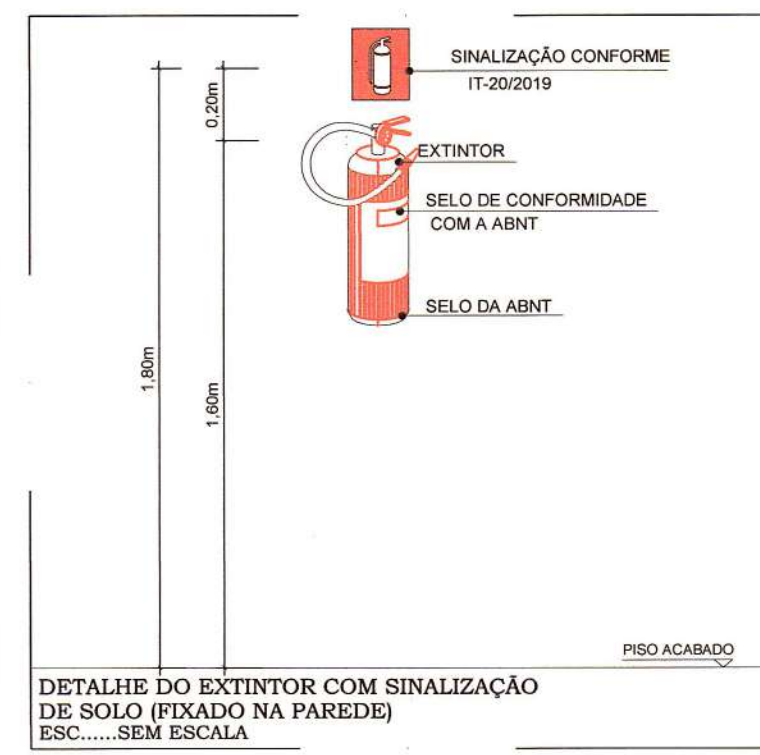 SINALIZAÇÃO CONFORME
IT-20/2019
0,20m
EXTINTOR
SELO DE CONFORMIDADE
COM A ABNT
SELO DA ABNT
1,80m
1,60m
PISO ACABADO
DETALHE DO EXTINTOR COM SINALIZAÇÃO
DE SOLO (FIXADO NA PAREDE)
ESC......SEM ESCALA